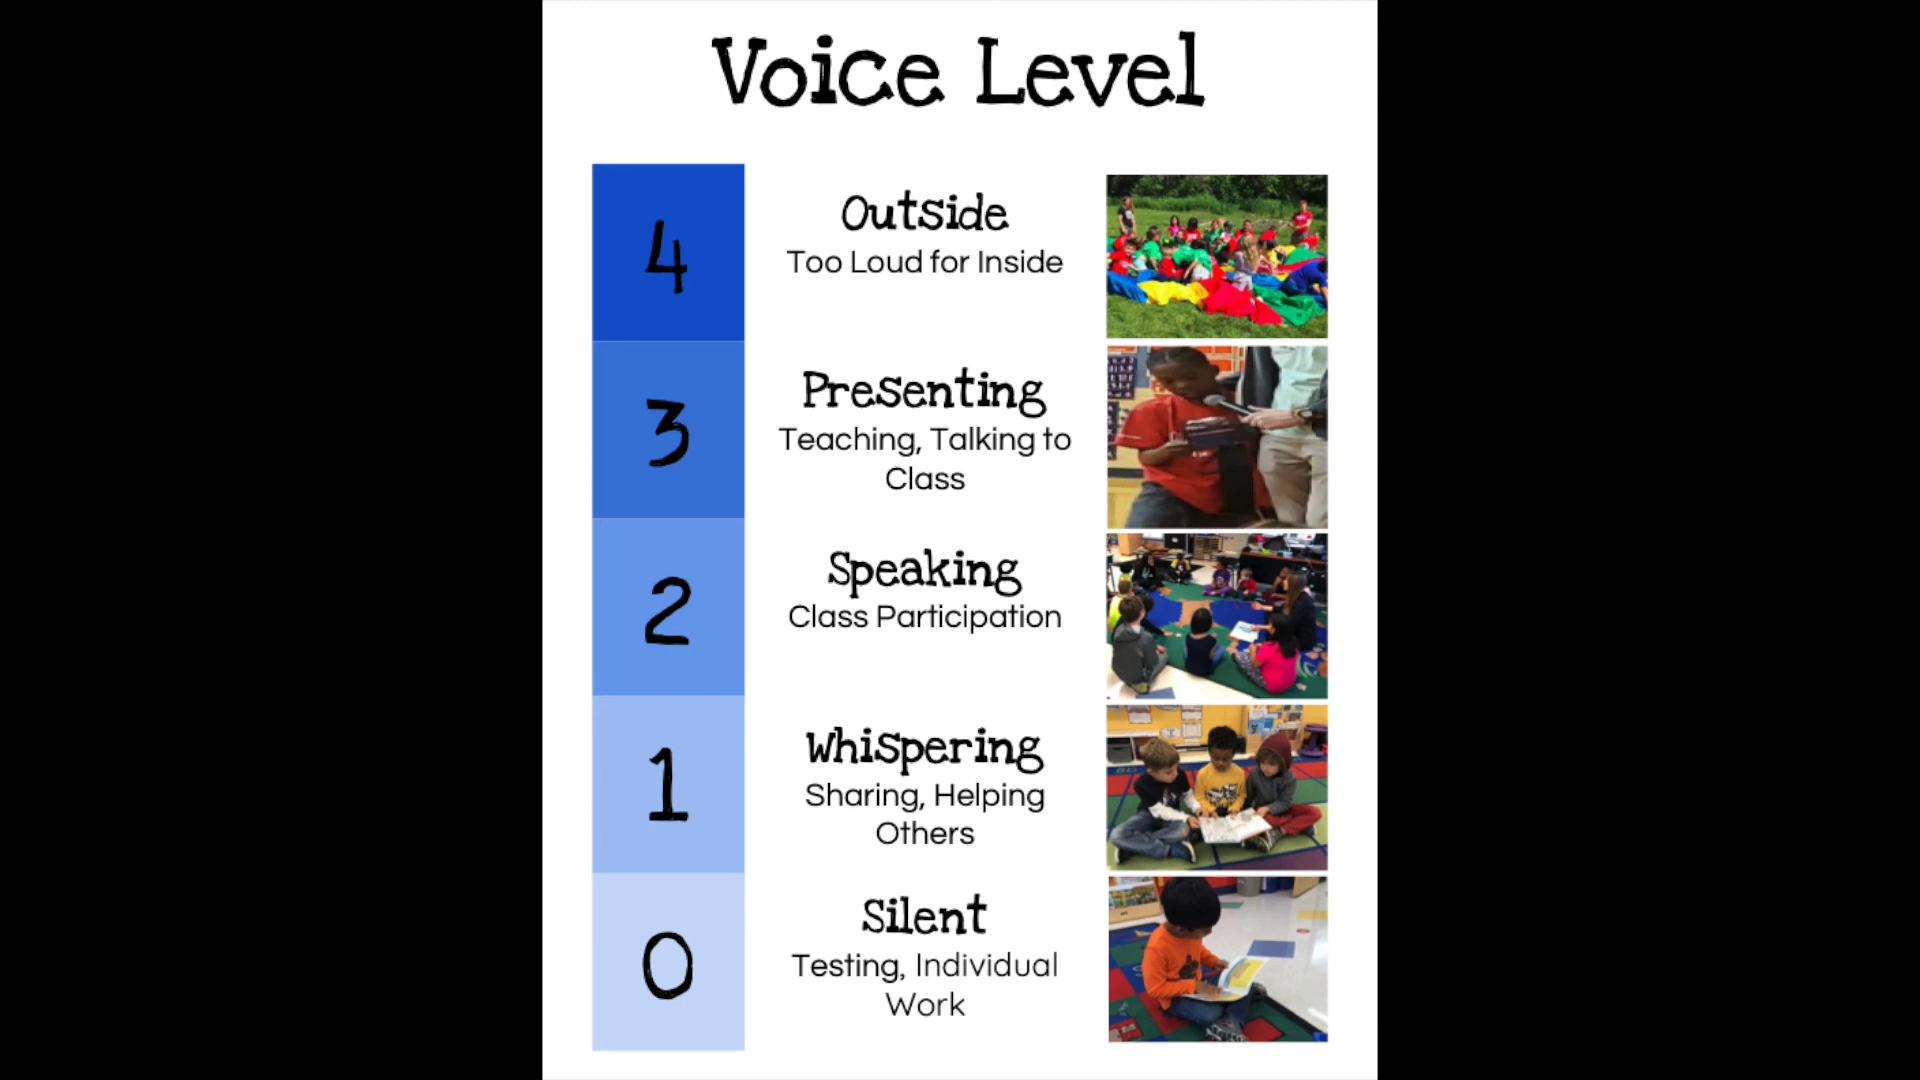 Voice Level
4
Outside
Too Loud for Inside
3
Presenting
Teaching, Talking to
Class
2
Speaking
Class Participation
1
Whispering
Sharing, Helping
Others
0
Silent
Testing, Individual
Work